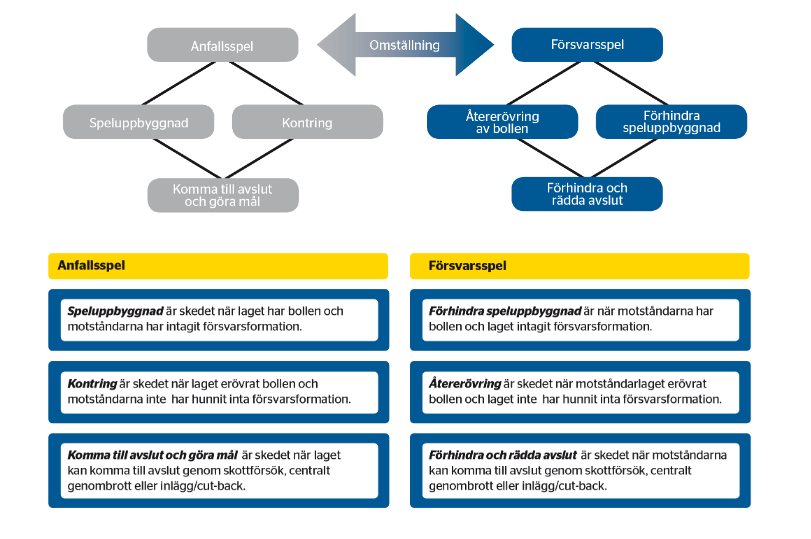 Anfallsspel
Omställning
Försvarsspel
Speluppbyggnad
Kontring
Återerövring
av bollen
Förhindra
speluppbyggnad
Komma till avslut
och göra mål
Förhindra och
rädda avslut
Anfallsspel
Speluppbyggnad är skedet när laget har bollen och
motståndarna har intagit försvarsformation.
Kontring är skedet när laget erövrat bollen och
motståndarna inte har hunnit inta försvarsformation.
Komma till avslut och göra mål är skedet när laget
kan komma till avslut genom skottförsök, centralt
genombrott eller inlägg/cut-back.
Försvarsspel
Förhindra speluppbyggnad är när motståndarna har
bollen och laget intagit försvarsformation.
Återerövring är skedet när motståndarlaget erövrat
bollen och laget inte har hunnit inta försvarsformation.
Förhindra och rädda avslut är skedet när motståndarna
kan komma till avslut genom skottförsök, centralt
genombrott eller inlägg/cut-back.